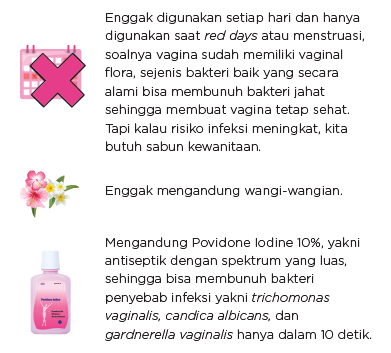 Enggak digunakan setiap hari dan hanya
digunakan saat red days atau menstruasi,
soalnya vagina sudah memiliki vaginal
flora, sejenis bakteri baik yang secara
alami bisa membunuh bakteri jahat
sehingga membuat vagina tetap sehat.
Tapi kalau risiko infeksi meningkat, kita
butuh sabun kewanitaan.
Enggak mengandung wangi-wangian.
Mengandung Povidone Iodine 10%, yakni
antiseptik dengan spektrum yang luas,
sehingga bisa membunuh bakteri
penyebab infeksi yakni trichomonas
vaginalis, candica albicans, dan
gardnerella vaginalis hanya dalam 10 detik.